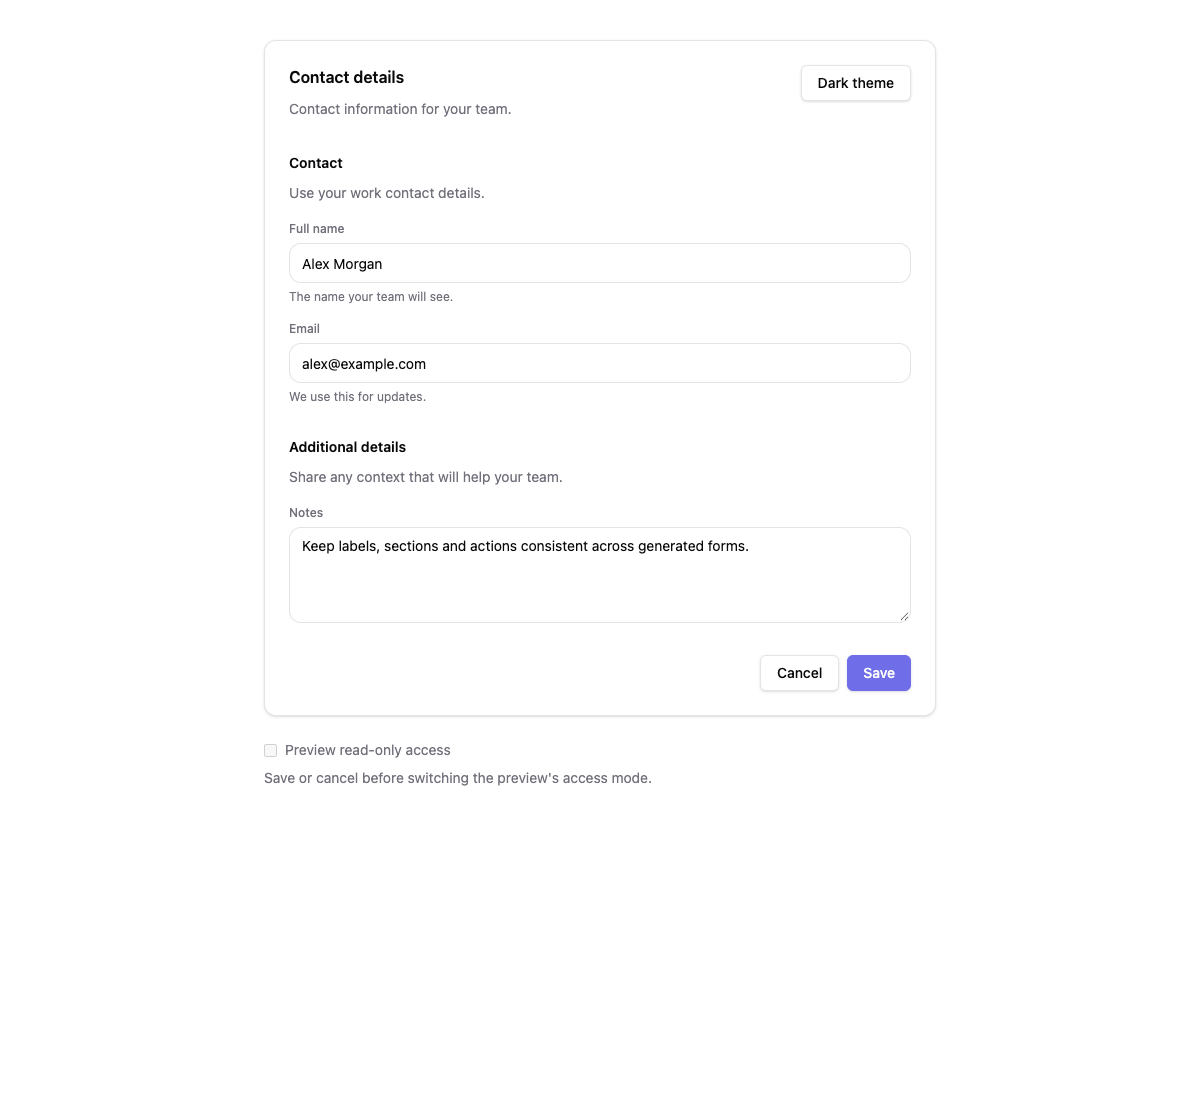 Contact details
Dark theme
Contact information for your team.
Contact
Use your work contact details.
Full name
Alex Morgan
The name your team will see.
Email
alex@example.com
We use this for updates.
Additional details
Share any context that will help your team.
Notes
Keep labels, sections and actions consistent across generated forms.
Cancel
Save
Preview read-only access
Save or cancel before switching the preview's access mode.